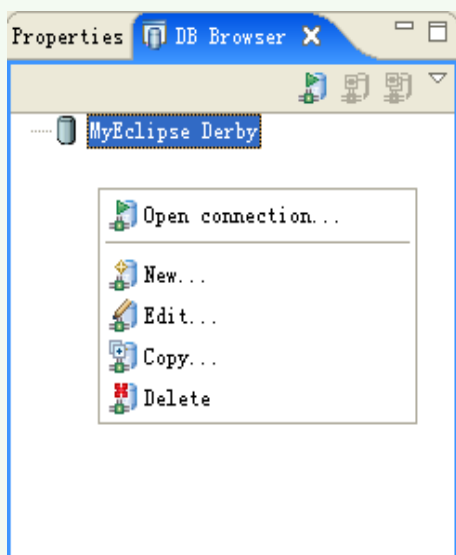 Properties DB Browser
MyEclipse Derby
Open connection...
New...
Edit...
Copy...
Delete